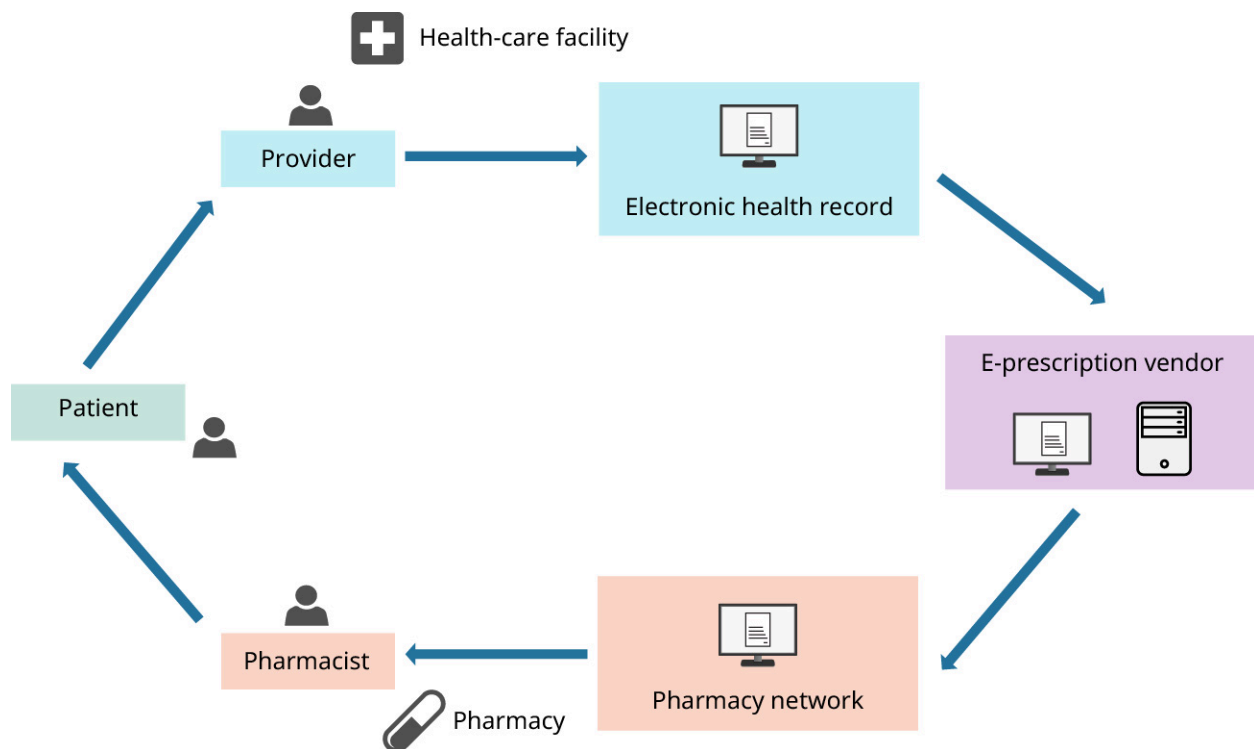 Health-care facility
Provider
Electronic health record
E-prescription vendor
Patient
Pharmacist
Pharmacy network
Pharmacy